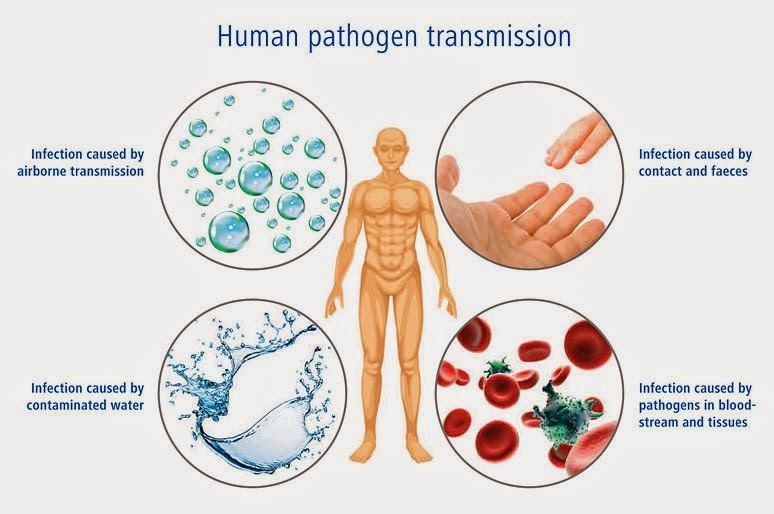 Human pathogen transmission
Infection caused by
airborne transmission
Infection caused by
contact and faeces
Infection caused by
contaminated water
Infection caused by
pathogens in blood-
stream and tissues